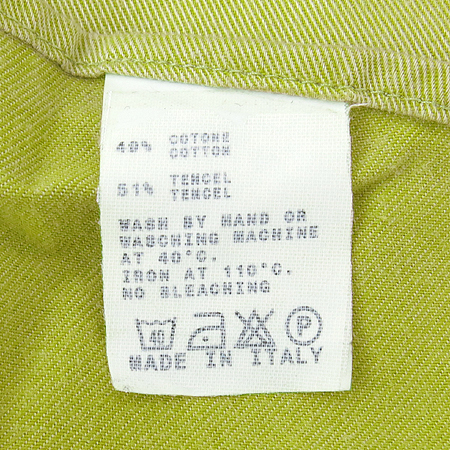 49% COTONE
COTTON
51% TENCEL
TENCEL
WASH BY HAND OR
WASCHING MACHINE
AT 40°C.
IRON AT 110°C.
NO BLEACHING
40 P
MADE IN ITALY